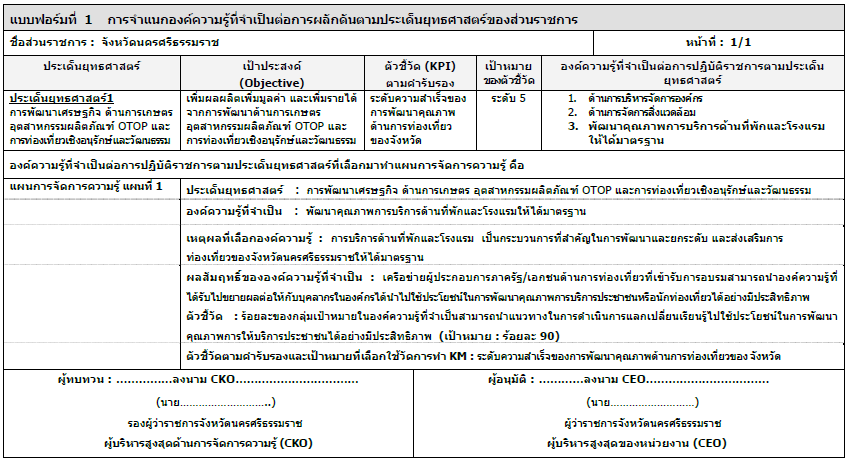 แบบฟอร์มที่ 1 การจำแนกองค์ความรู้ที่จำเป็นต่อการผลักดันตามประเด็นยุทธศาสตร์ของส่วนราชการ
ชื่อส่วนราชการ : จังหวัดนครศรีธรรมราช
หน้าที่ : 1/1
ประเด็นยุทธศาสตร์
เป้าประสงค์
(Objective)
ตัวชี้วัด (KPI)
ตามคำรับรอง
เป้าหมาย
ของตัวชี้วัด
องค์ความรู้ที่จำเป็นต่อการปฏิบัติราชการตามประเด็น
ยุทธศาสตร์
ประเด็นยุทธศาสตร์1
การพัฒนาเศรษฐกิจ ด้านการเกษตร
อุตสาหกรรมผลิตภัณฑ์ OTOP และ
การท่องเที่ยวเชิงอนุรักษ์และวัฒนธรรม
เพิ่มผลผลิตเพิ่มมูลค่า และเพิ่มรายได้
จากการพัฒนาด้านการเกษตร
อุตสาหกรรมผลิตภัณฑ์ OTOP และ
การท่องเที่ยวเชิงอนุรักษ์และวัฒนธรรม
ระดับความสำเร็จของ
การพัฒนาคุณภาพ
ด้านการท่องเที่ยว
ของจังหวัด
ระดับ 5
1. ด้านการบริหารจัดการองค์กร
2. ด้านการจัดการสิ่งแวดล้อม
3. พัฒนาคุณภาพการบริการด้านที่พักและโรงแรม
ให้ได้มาตรฐาน
องค์ความรู้ที่จำเป็นต่อการปฏิบัติราชการตามประเด็นยุทธศาสตร์ที่เลือกมาทำแผนการจัดการความรู้ คือ
แผนการจัดการความรู้ แผนที่ 1
ประเด็นยุทธศาสตร์ : การพัฒนาเศรษฐกิจ ด้านการเกษตร อุตสาหกรรมผลิตภัณฑ์ OTOP และการท่องเที่ยวเชิงอนุรักษ์และวัฒนธรรม
องค์ความรู้ที่จำเป็น : พัฒนาคุณภาพการบริการด้านที่พักและโรงแรมให้ได้มาตรฐาน
เหตุผลที่เลือกองค์ความรู้ : การบริการด้านที่พักและโรงแรม เป็นกระบวนการที่สำคัญในการพัฒนาและยกระดับ และส่งเสริมการ
ท่องเที่ยวของจังหวัดนครศรีธรรมราชให้ได้มาตรฐาน
ผลสัมฤทธิ์ขององค์ความรู้ที่จำเป็น : เครือข่ายผู้ประกอบการภาครัฐ/เอกชนด้านการท่องเที่ยวที่เข้ารับการอบรมสามารถนำองค์ความรู้ที่
ได้รับไปขยายผลต่อให้กับบุคลากรในองค์กรได้นำไปใช้ประโยชน์ในการพัฒนาคุณภาพการบริการประชาชนหรือนักท่องเที่ยวได้อย่างมีประสิทธิภาพ
ตัวชี้วัด : ร้อยละของกลุ่มเป้าหมายในองค์ความรู้ที่จำเป็นสามารถนำแนวทางในการดำเนินการแลกเปลี่ยนเรียนรู้ไปใช้ประโยชน์ในการพัฒนา
คุณภาพการให้บริการประชาชนได้อย่างมีประสิทธิภาพ (เป้าหมาย : ร้อยละ 90)
ตัวชี้วัดตามคำรับรองและเป้าหมายที่เลือกใช้วัดการทำ KM : ระดับความสำเร็จของการพัฒนาคุณภาพด้านการท่องเที่ยวของ จังหวัด
ผู้ทบทวน : ...............ลงนาม CKO.................................
(นาย...........................)
รองผู้ว่าราชการจังหวัดนครศรีธรรมราช
ผู้บริหารสูงสุดด้านการจัดการความรู้ (CKO)
ผู้อนุมัติ : ............ลงนาม CEO.................................
(นาย.........................)
ผู้ว่าราชการจังหวัดนครศรีธรรมราช
ผู้บริหารสูงสุดของหน่วยงาน (CEO)